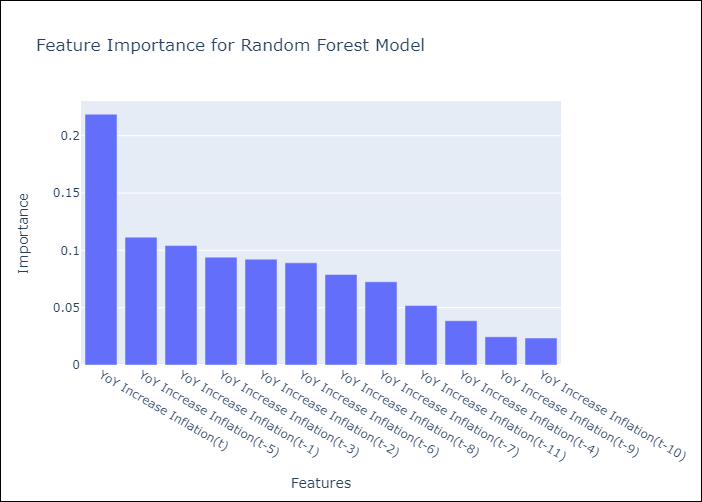 Feature Importance for Random Forest Model
Importance
0.2
0.15
0.1
0.05
0
YoY Increase Inflation(t)
YoY Increase Inflation(t-5)
YoY Increase Inflation(t-1)
YoY Increase Inflation(t-3)
YoY Increase Inflation(t-2)
YoY Increase Inflation(t-6)
YoY Increase Inflation(t-8)
YoY Increase Inflation(t-7)
YoY Increase Inflation(t-11)
YoY Increase Inflation(t-4)
YoY Increase Inflation(t-9)
YoY Increase Inflation(t-10)
Features